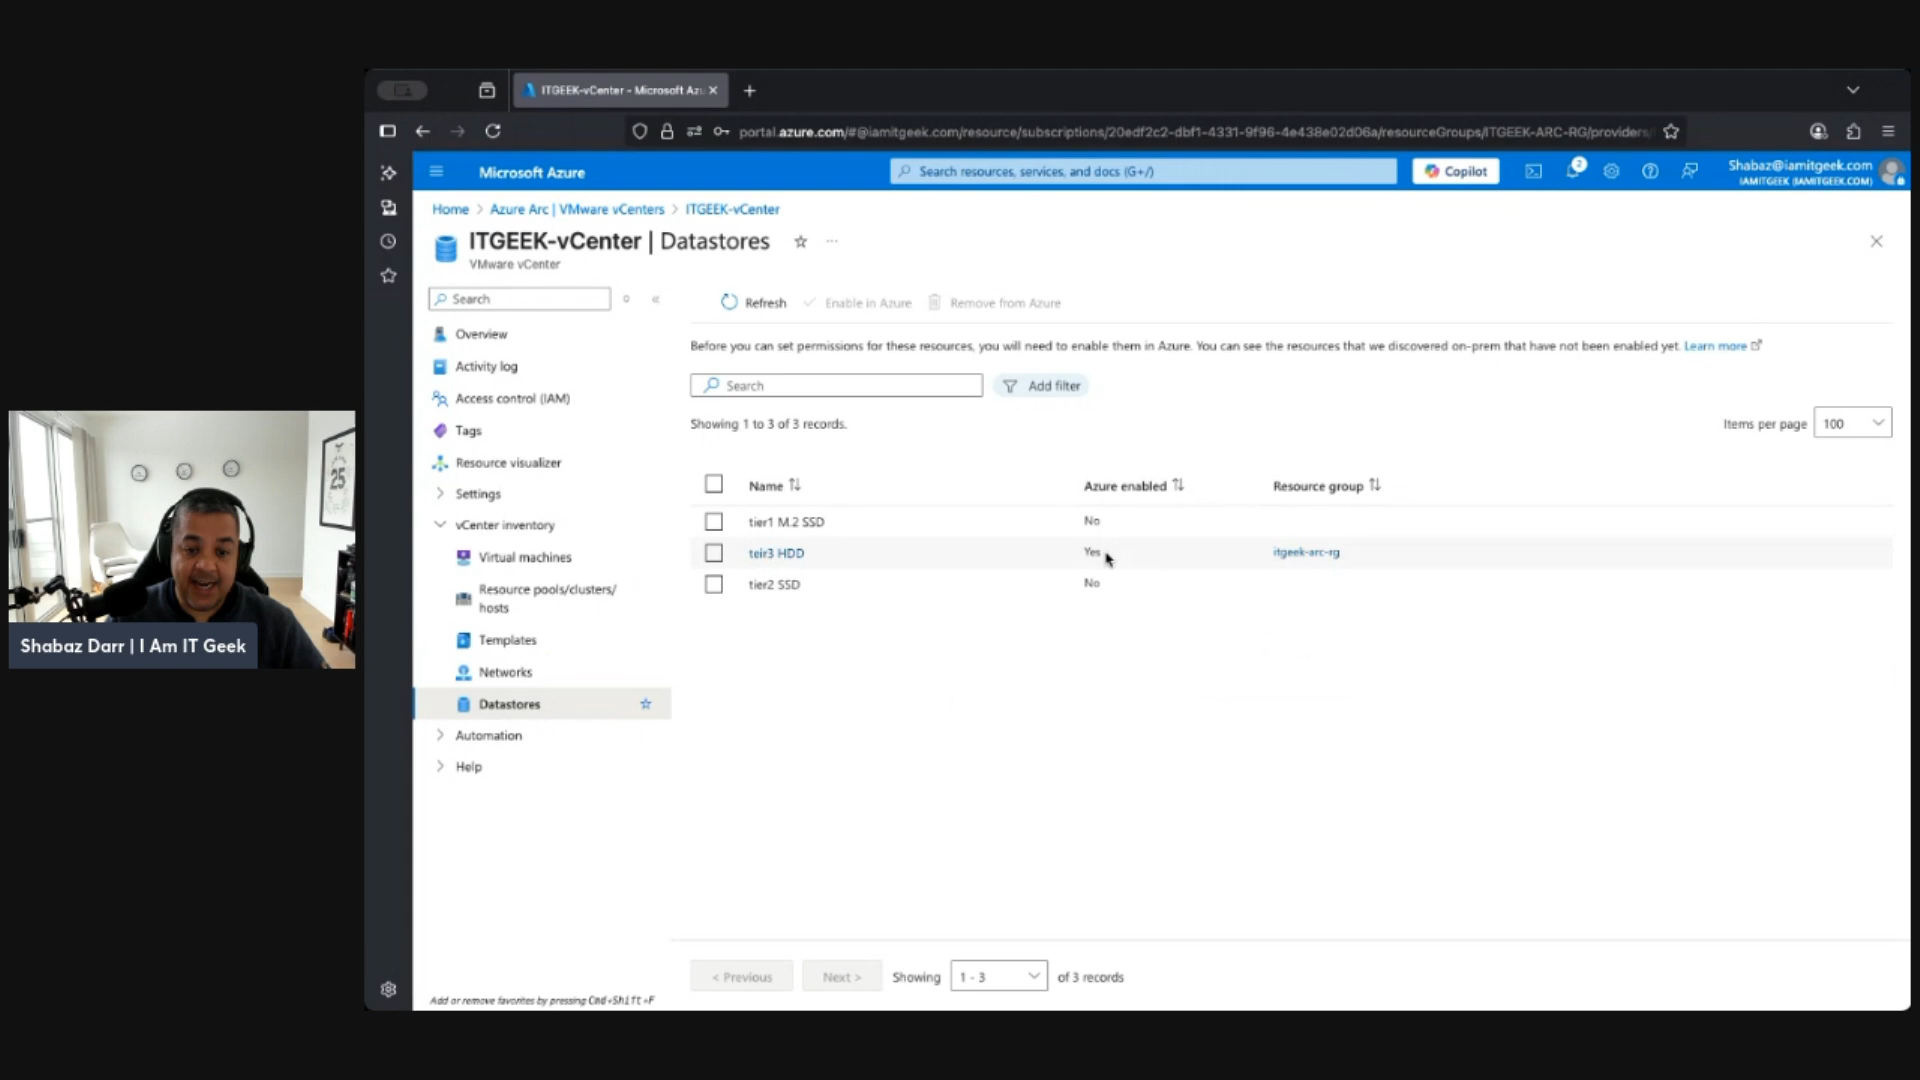 ITGEEK-vCenter - Microsoft Azu
portal.azure.com/#@iamitgeek.com/resource/subscriptions/20edf2c2-dbf1-4331-9f96-4e438e02d06a/resourceGroups/ITGEEK-ARC-RG/providers
Microsoft Azure
Search resources, services, and docs (G+/)
Copilot
2
Shabaz@iamitgeek.com
IAMITGEEK (IAMITGEEK.COM)
Home > Azure Arc | VMware vCenters > ITGEEK-vCenter
ITGEEK-vCenter | Datastores
VMware vCenter
Search
Refresh
Enable in Azure
Remove from Azure
Overview
Activity log
Access control (IAM)
Tags
Resource visualizer
Settings
vCenter inventory
Virtual machines
Resource pools/clusters/
hosts
Templates
Networks
Datastores
Automation
Help
Add or remove favorites by pressing Cmd+Shift+F
Before you can set permissions for these resources, you will need to enable them in Azure. You can see the resources that we discovered on-prem that have not been enabled yet. Learn more
Search
Add filter
Showing 1 to 3 of 3 records.
Items per page 100
Name Azure enabled Resource group
tier1 M.2 SSD No
teir3 HDD Yes itgeek-arc-rg
tier2 SSD No
< Previous Next > Showing 1 - 3 of 3 records
25
Shabaz Darr | I Am IT Geek